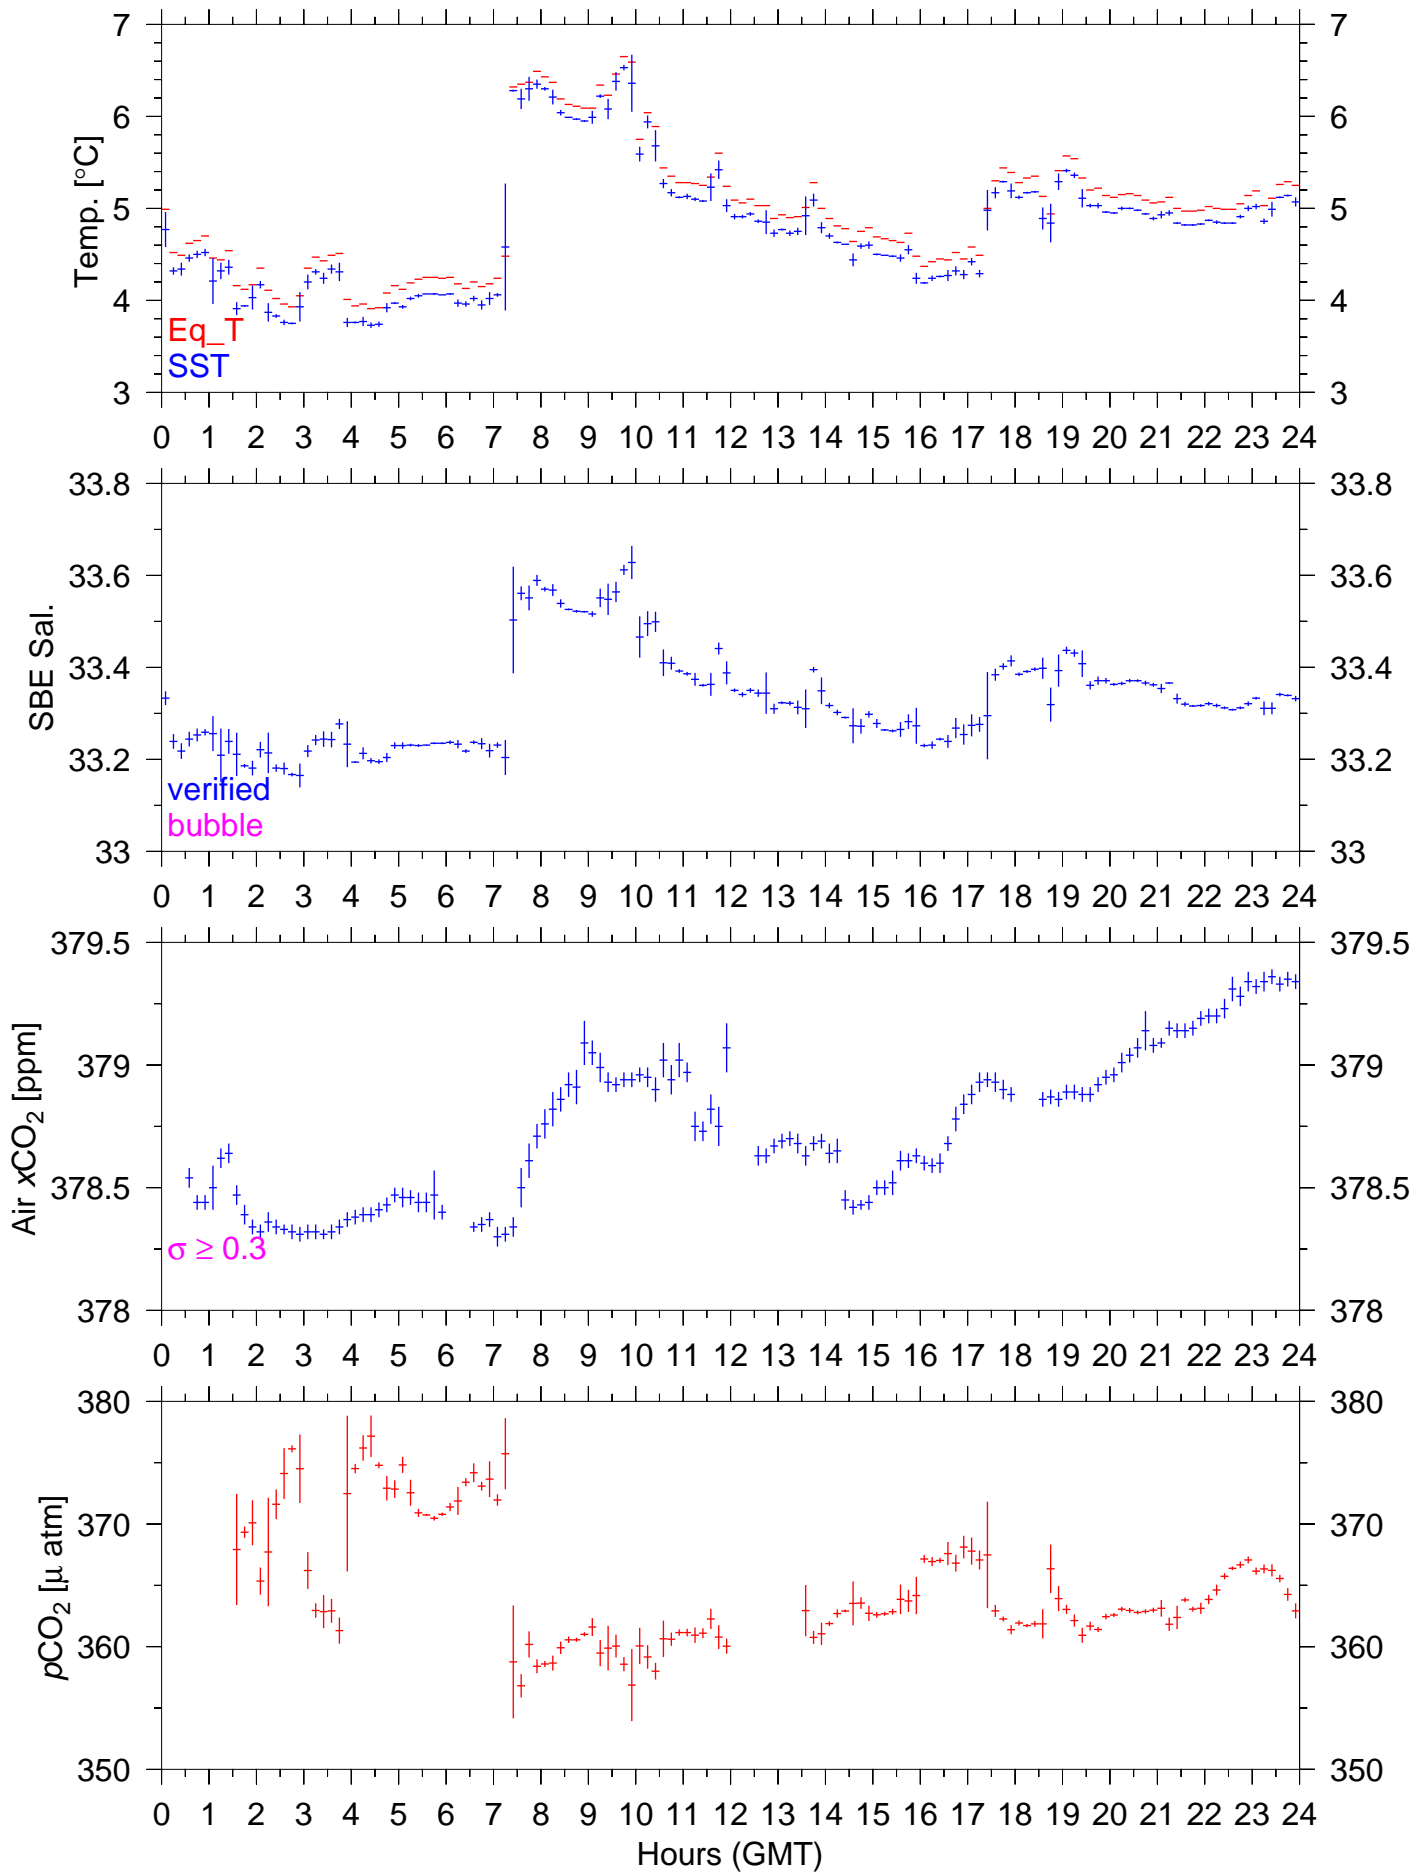 7 7
6 6
5 5
4 4
3 3
Temp. [°C]
Eq_T
SST
0 1 2 3 4 5 6 7 8 9 10 11 12 13 14 15 16 17 18 19 20 21 22 23 24
33.8 33.8
33.6 33.6
33.4 33.4
33.2 33.2
33 33
SBE Sal.
verified
bubble
0 1 2 3 4 5 6 7 8 9 10 11 12 13 14 15 16 17 18 19 20 21 22 23 24
379.5 379.5
379 379
378.5 378.5
378 378
Air xCO₂ [ppm]
σ ≥ 0.3
0 1 2 3 4 5 6 7 8 9 10 11 12 13 14 15 16 17 18 19 20 21 22 23 24
380 380
370 370
360 360
350 350
pCO₂ [μ atm]
0 1 2 3 4 5 6 7 8 9 10 11 12 13 14 15 16 17 18 19 20 21 22 23 24
Hours (GMT)